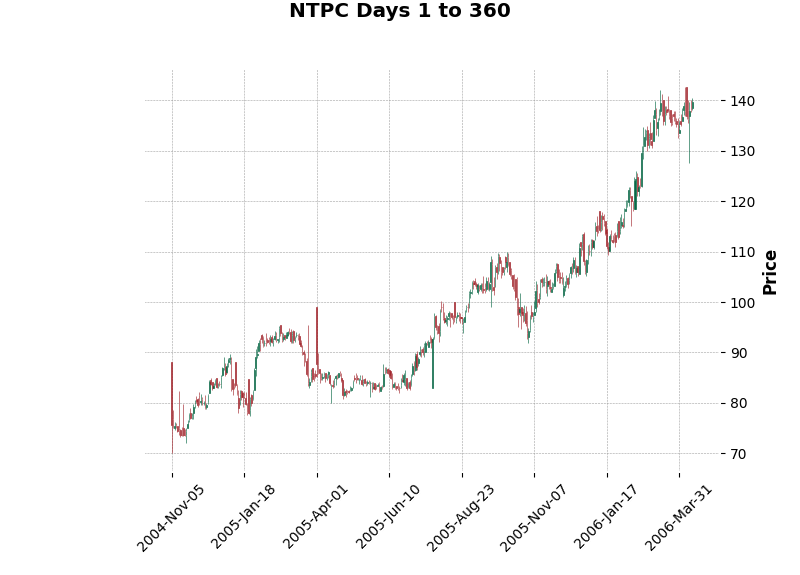 NTPC Days 1 to 360
140
130
120
110
100
90
80
70
Price
2004-Nov-05
2005-Jan-18
2005-Apr-01
2005-Jun-10
2005-Aug-23
2005-Nov-07
2006-Jan-17
2006-Mar-31